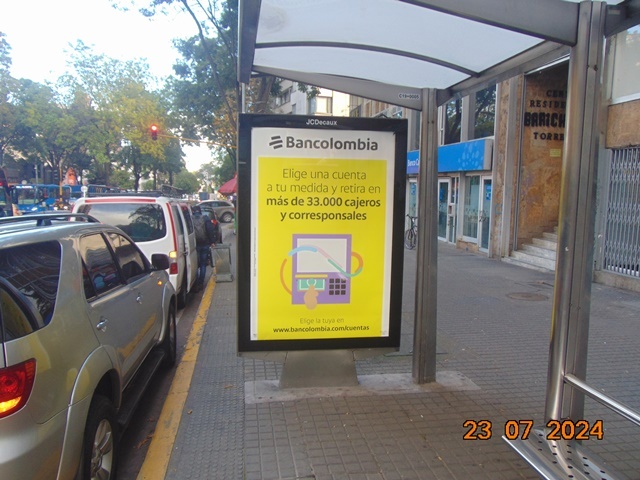 JCDecaux
Bancolombia
Elige una cuenta
a tu medida y retira en
más de 33.000 cajeros
y corresponsales
Elige la tuya en
www.bancolombia.com/cuentas
TORRE
23 07 2024